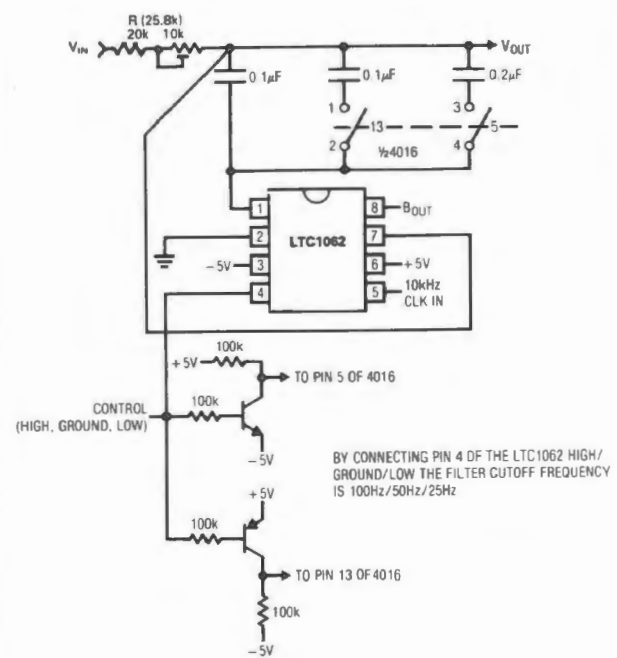 R (25.8k)
20k
10k
VIN
VOUT
0.1µF
0.1µF
0.2µF
1
3
13
5
2
½4016
4
1
8
BOUT
2
LTC1062
7
-5V
3
6
+5V
4
5
10kHz
CLK IN
100k
+5V
TO PIN 5 OF 4016
CONTROL
(HIGH, GROUND, LOW)
100k
-5V
BY CONNECTING PIN 4 OF THE LTC1062 HIGH/
GROUND/LOW THE FILTER CUTOFF FREQUENCY
IS 100Hz/50Hz/25Hz
+5V
100k
TO PIN 13 OF 4016
100k
-5V